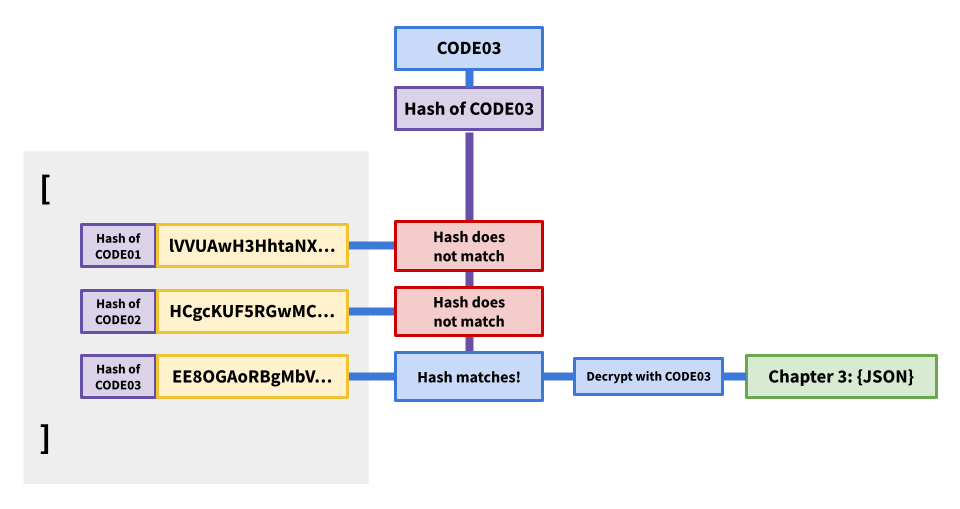 CODE03
Hash of CODE03
[
Hash of
CODE01
lVVUAwH3HhtaNX...
Hash does
not match
Hash of
CODE02
HCgcKUF5RGwMC...
Hash does
not match
Hash of
CODE03
EE8OGAoRBgMbV...
Hash matches!
Decrypt with CODE03
Chapter 3: {JSON}
]